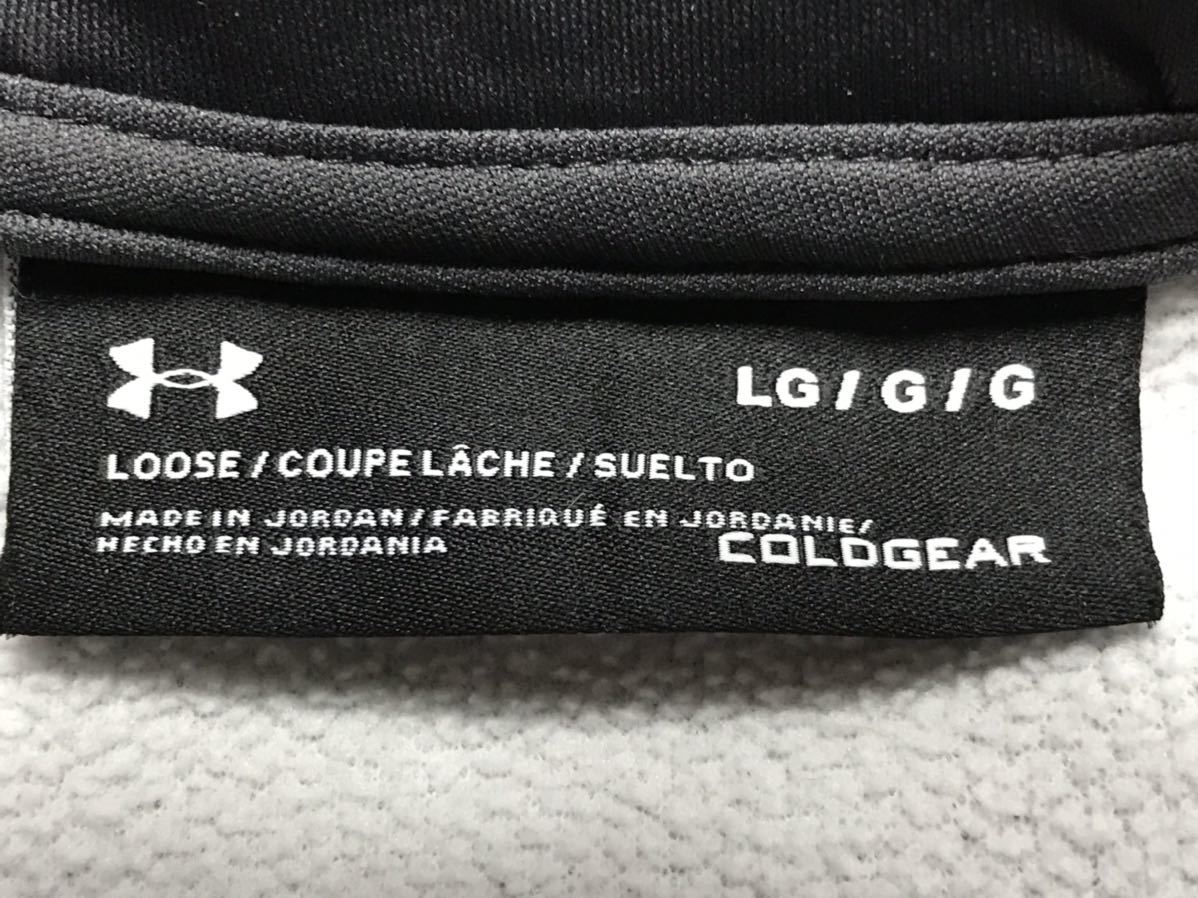 LG / G / G
LOOSE / COUPE LÂCHE / SUELTO
MADE IN JORDAN / FABRIQUÉ EN JORDANIE /
HECHO EN JORDANIA
COLDGEAR